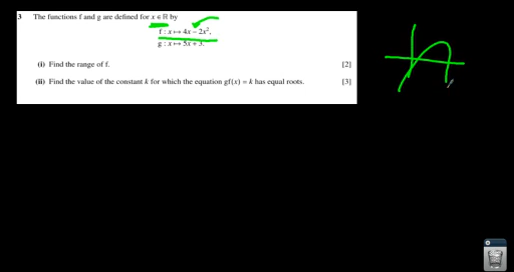 3 The functions f and g are defined for x ∈ ℝ by
f : x ↦ 4x − 2x²,
g : x ↦ 5x + 3.
(i) Find the range of f. [2]
(ii) Find the value of the constant k for which the equation gf(x) = k has equal roots. [3]